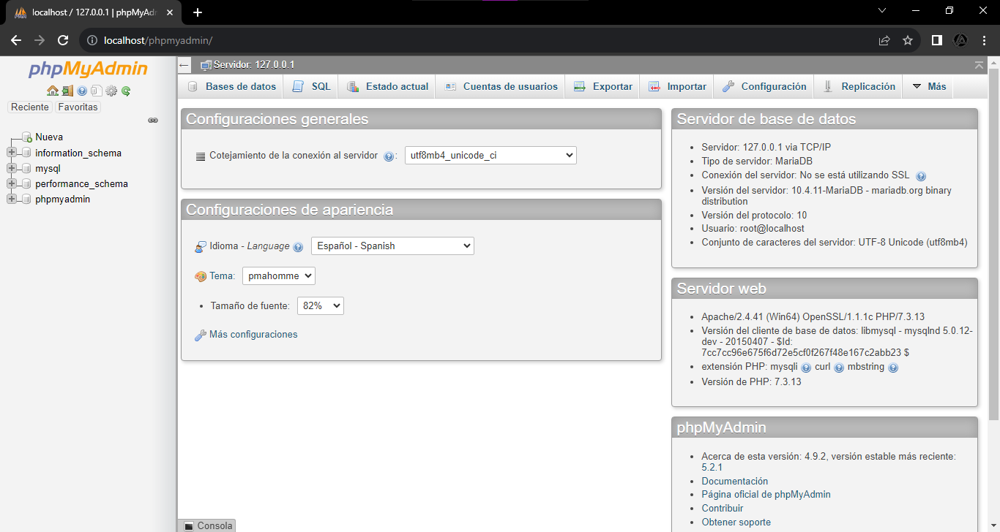 localhost / 127.0.0.1 | phpMyAdr
localhost/phpmyadmin/
phpMyAdmin
Reciente Favoritas
Nueva
information_schema
mysql
performance_schema
phpmyadmin
Servidor: 127.0.0.1
Bases de datos SQL Estado actual Cuentas de usuarios Exportar Importar Configuración Replicación Más
Configuraciones generales
Cotejamiento de la conexión al servidor : utf8mb4_unicode_ci
Configuraciones de apariencia
Idioma - Language Español - Spanish
Tema: pmahomme
• Tamaño de fuente: 82%
Más configuraciones
Servidor de base de datos
• Servidor: 127.0.0.1 via TCP/IP
• Tipo de servidor: MariaDB
• Conexión del servidor: No se está utilizando SSL
• Versión del servidor: 10.4.11-MariaDB - mariadb.org binary
distribution
• Versión del protocolo: 10
• Usuario: root@localhost
• Conjunto de caracteres del servidor: UTF-8 Unicode (utf8mb4)
Servidor web
• Apache/2.4.41 (Win64) OpenSSL/1.1.1c PHP/7.3.13
• Versión del cliente de base de datos: libmysql - mysqlnd 5.0.12-
dev - 20150407 - $Id:
7cc7cc96e675f6d72e5cf0f267f48e167c2abb23 $
• extensión PHP: mysqli curl mbstring
• Versión de PHP: 7.3.13
phpMyAdmin
• Acerca de esta versión: 4.9.2, versión estable más reciente:
5.2.1
• Documentación
• Página oficial de phpMyAdmin
• Contribuir
• Obtener soporte
Consola